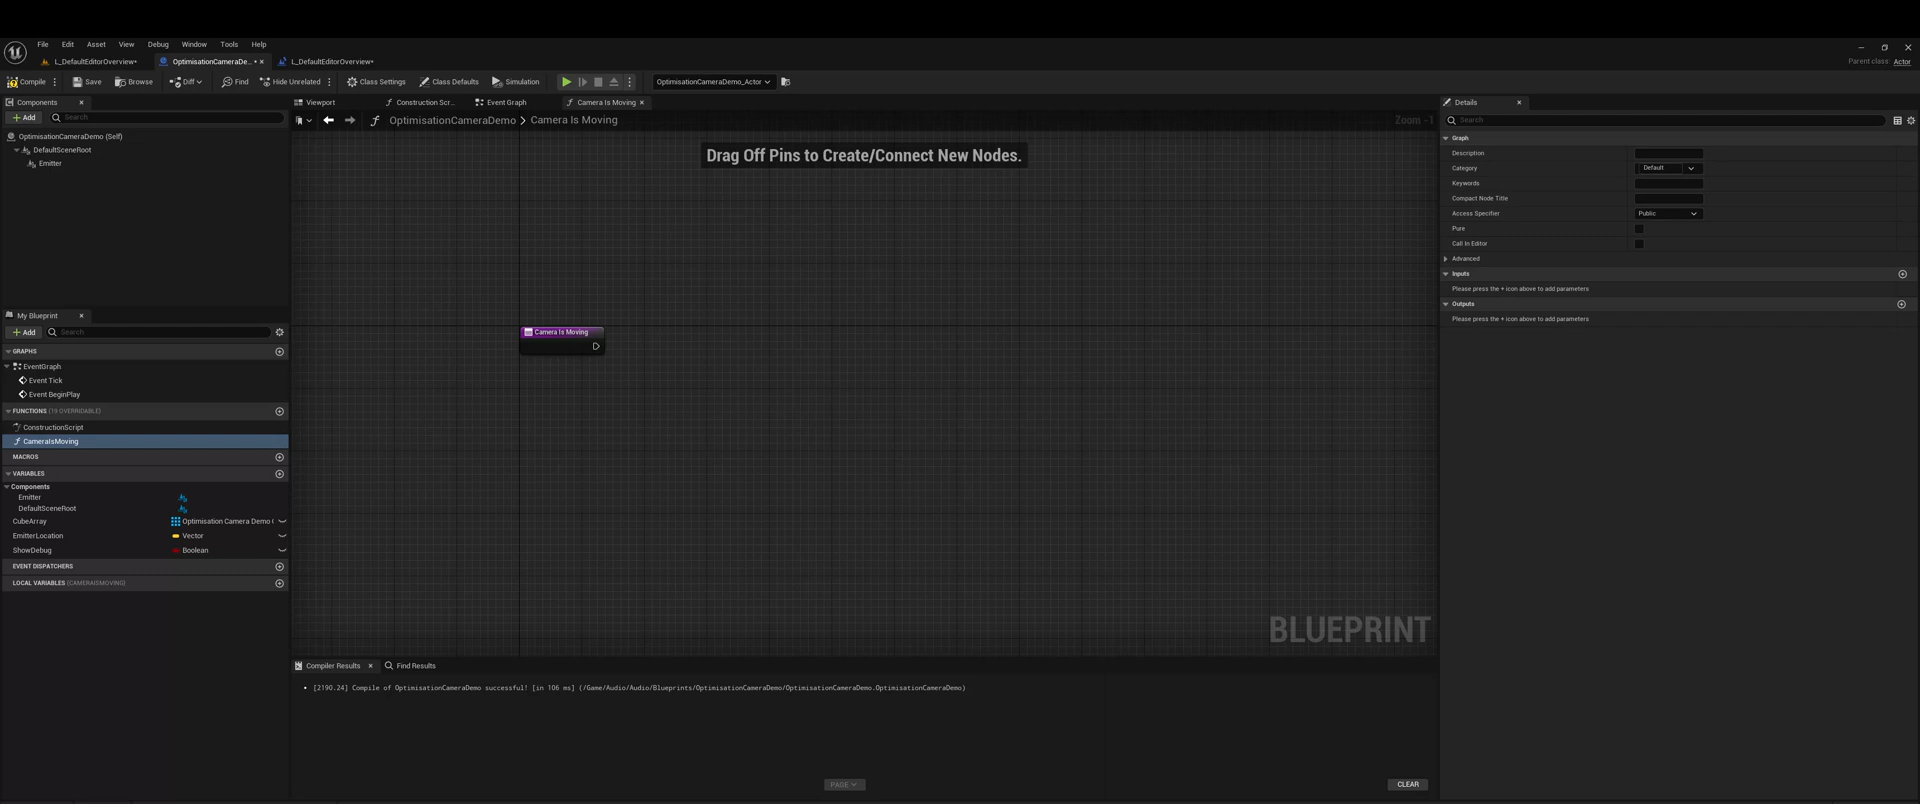 File Edit Asset View Debug Window Tools Help
L_DefaultEditorOverview*
OptimisationCameraDe... •
L_DefaultEditorOverview*
Parent class: Actor
Compile
Save
Browse
Diff
Find
Hide Unrelated
Class Settings
Class Defaults
Simulation
OptimisationCameraDemo_Actor
Components
Add
Search
OptimisationCameraDemo (Self)
DefaultSceneRoot
Emitter
My Blueprint
Add
Search
GRAPHS
EventGraph
Event Tick
Event BeginPlay
FUNCTIONS (19 OVERRIDABLE)
ConstructionScript
CameraIsMoving
MACROS
VARIABLES
Components
Emitter
DefaultSceneRoot
CubeArray Optimisation Camera Demo
EmitterLocation Vector
ShowDebug Boolean
EVENT DISPATCHERS
LOCAL VARIABLES (CAMERAISMOVING)
Viewport
Construction Scr...
Event Graph
Camera Is Moving
OptimisationCameraDemo > Camera Is Moving
Zoom -1
Drag Off Pins to Create/Connect New Nodes.
Camera Is Moving
BLUEPRINT
Compiler Results
Find Results
• [2190.24] Compile of OptimisationCameraDemo successful! [in 106 ms] (/Game/Audio/Audio/Blueprints/OptimisationCameraDemo/OptimisationCameraDemo.OptimisationCameraDemo)
PAGE
CLEAR
Details
Search
Graph
Description
Category Default
Keywords
Compact Node Title
Access Specifier Public
Pure
Call In Editor
Advanced
Inputs
Please press the + icon above to add parameters
Outputs
Please press the + icon above to add parameters